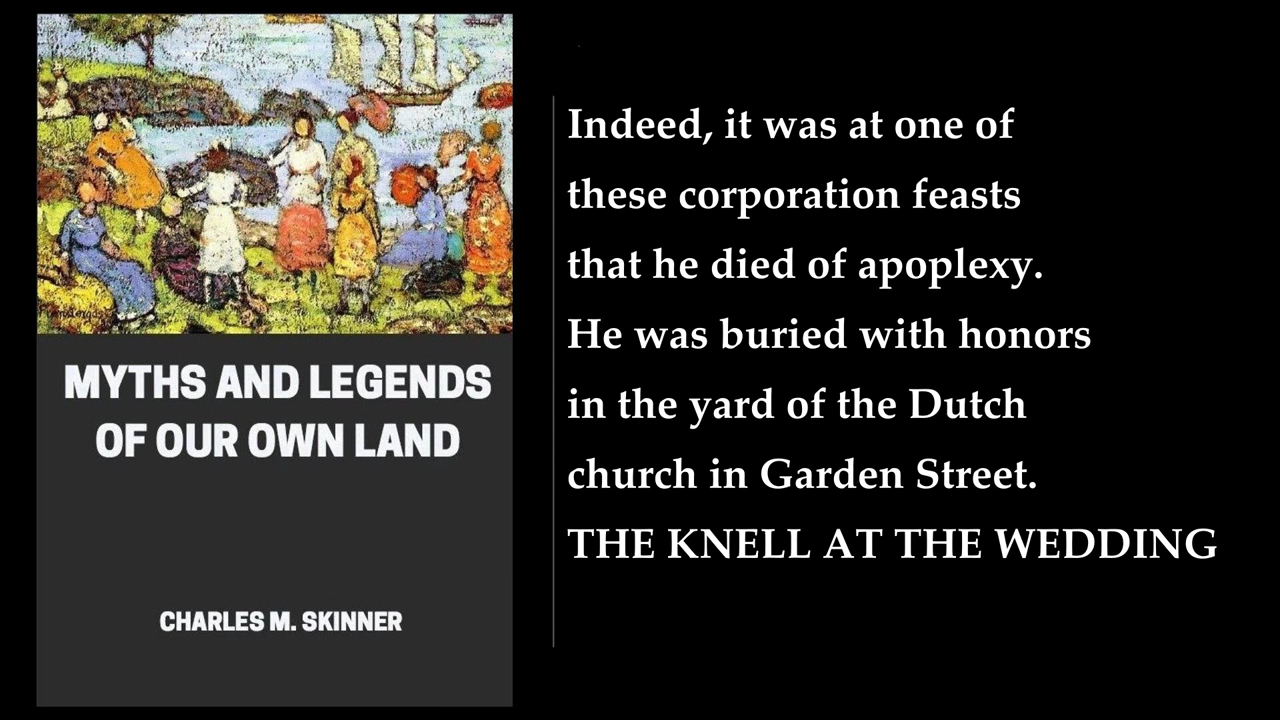 MYTHS AND LEGENDS
OF OUR OWN LAND
CHARLES M. SKINNER
Indeed, it was at one of
these corporation feasts
that he died of apoplexy.
He was buried with honors
in the yard of the Dutch
church in Garden Street.
THE KNELL AT THE WEDDING